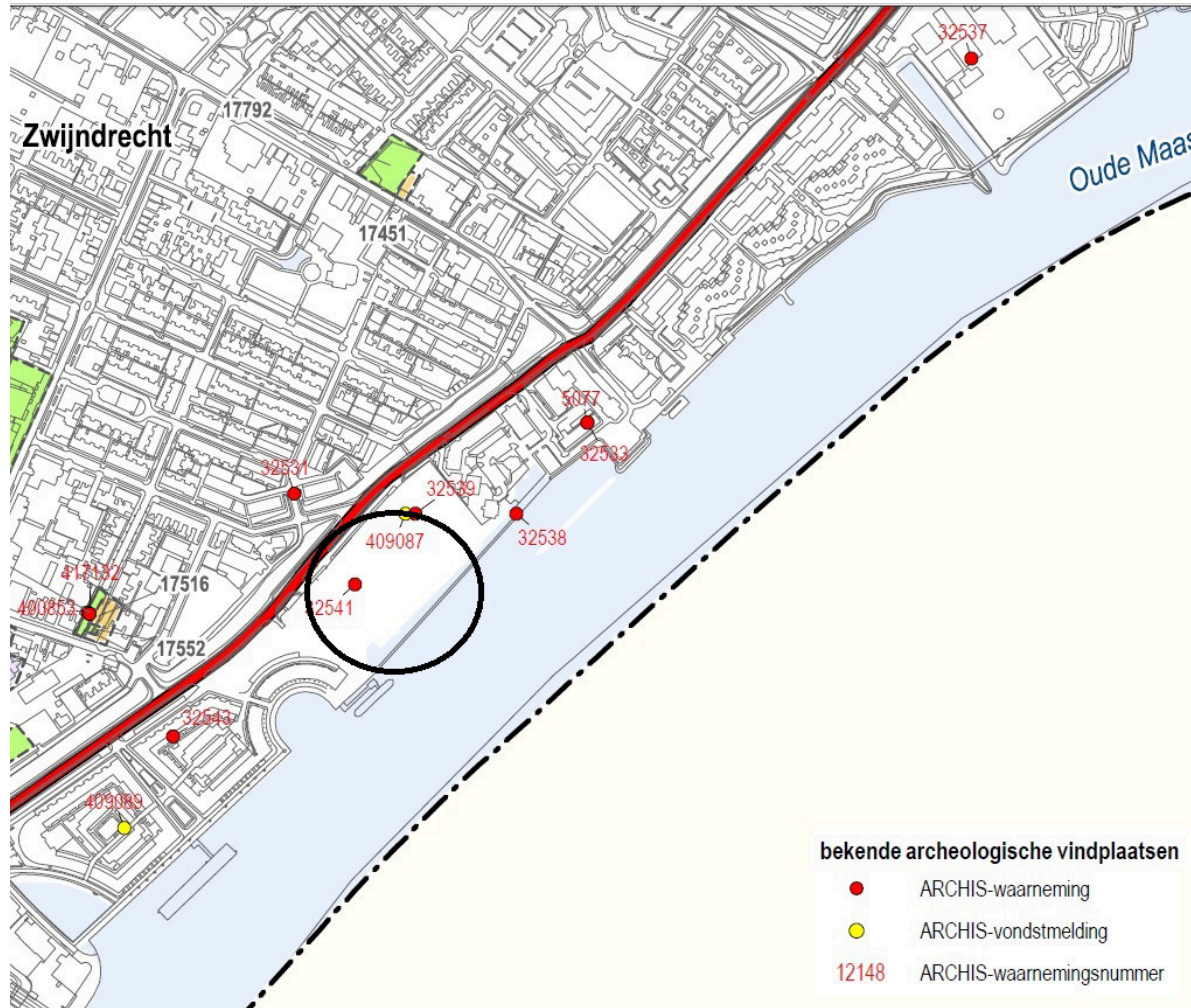 32537
17792
Zwijndrecht
Oude Maas
17451
5077
32533
32531
32539
32538
409087
417132
17516
400853
32541
17552
32543
409089
bekende archeologische vindplaatsen
ARCHIS-waarneming
ARCHIS-vondstmelding
12148 ARCHIS-waarnemingsnummer